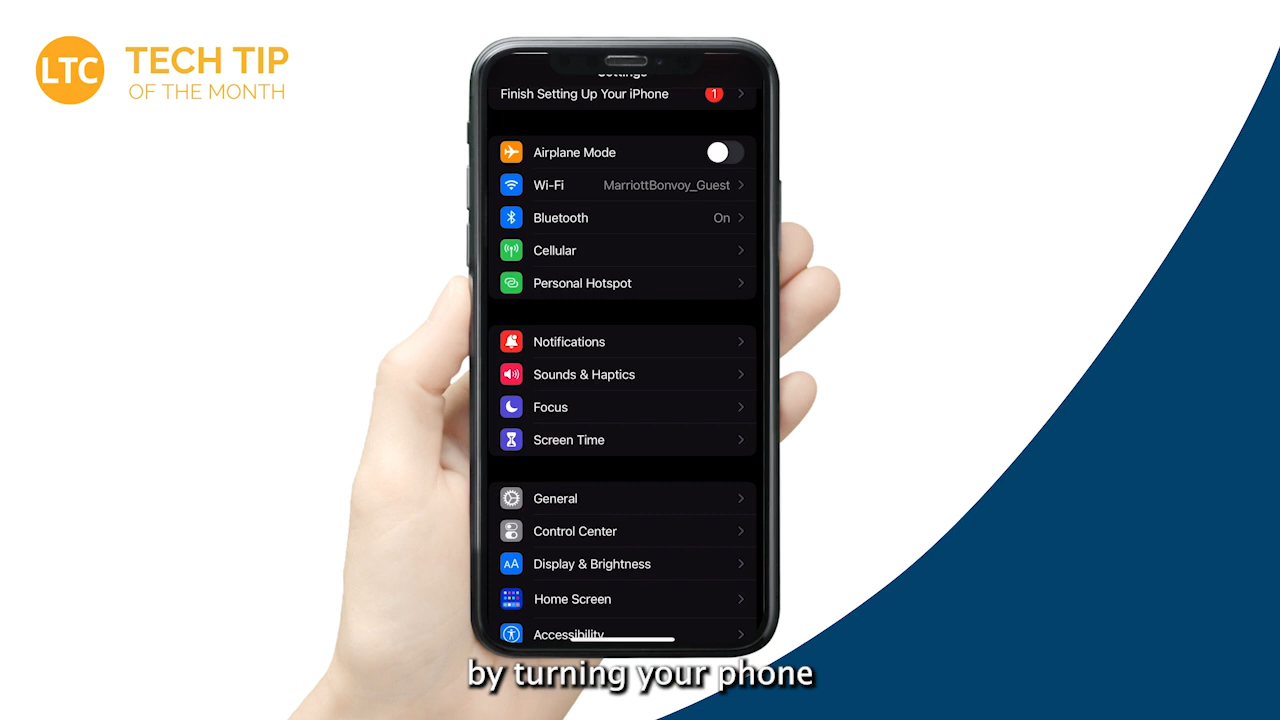 LTC
TECH TIP
OF THE MONTH
Settings
Finish Setting Up Your iPhone 1
Airplane Mode
Wi-Fi MarriottBonvoy_Guest
Bluetooth On
Cellular
Personal Hotspot
Notifications
Sounds & Haptics
Focus
Screen Time
General
Control Center
AA Display & Brightness
Home Screen
Accessibility
by turning your phone